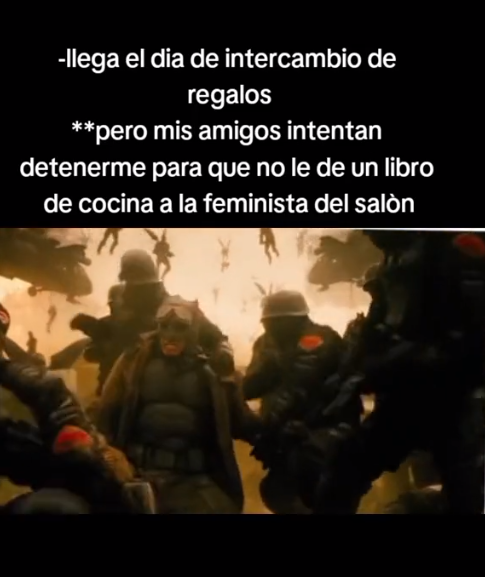 -llega el dia de intercambio de
regalos
**pero mis amigos intentan
detenerme para que no le de un libro
de cocina a la feminista del salòn